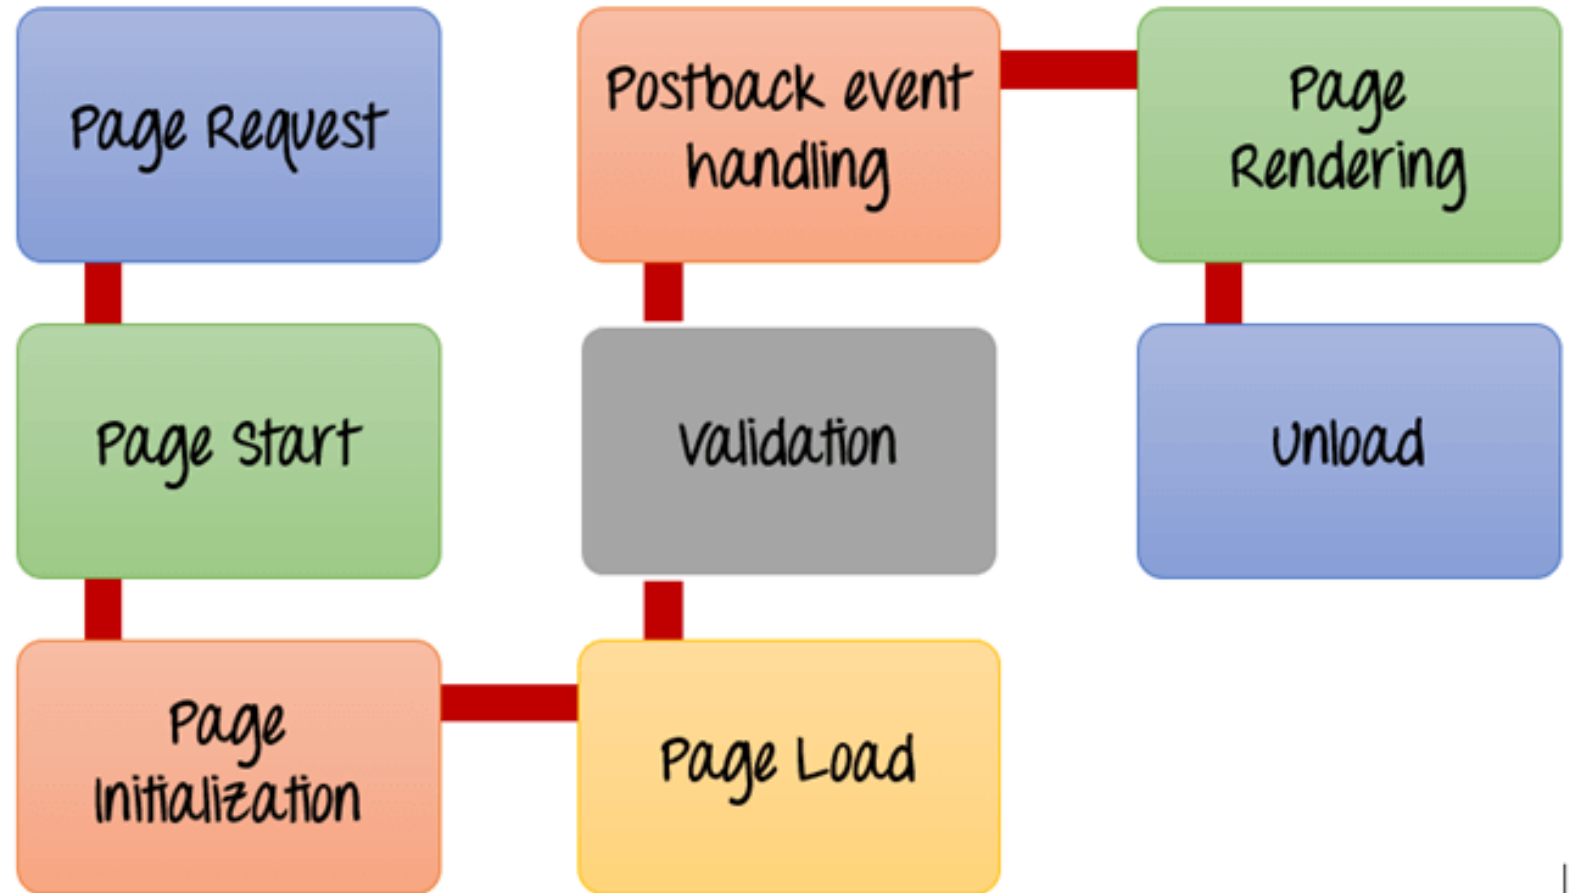 Page Request
Page Start
Page
Initialization
Page Load
Validation
Postback event
handling
Page
Rendering
Unload